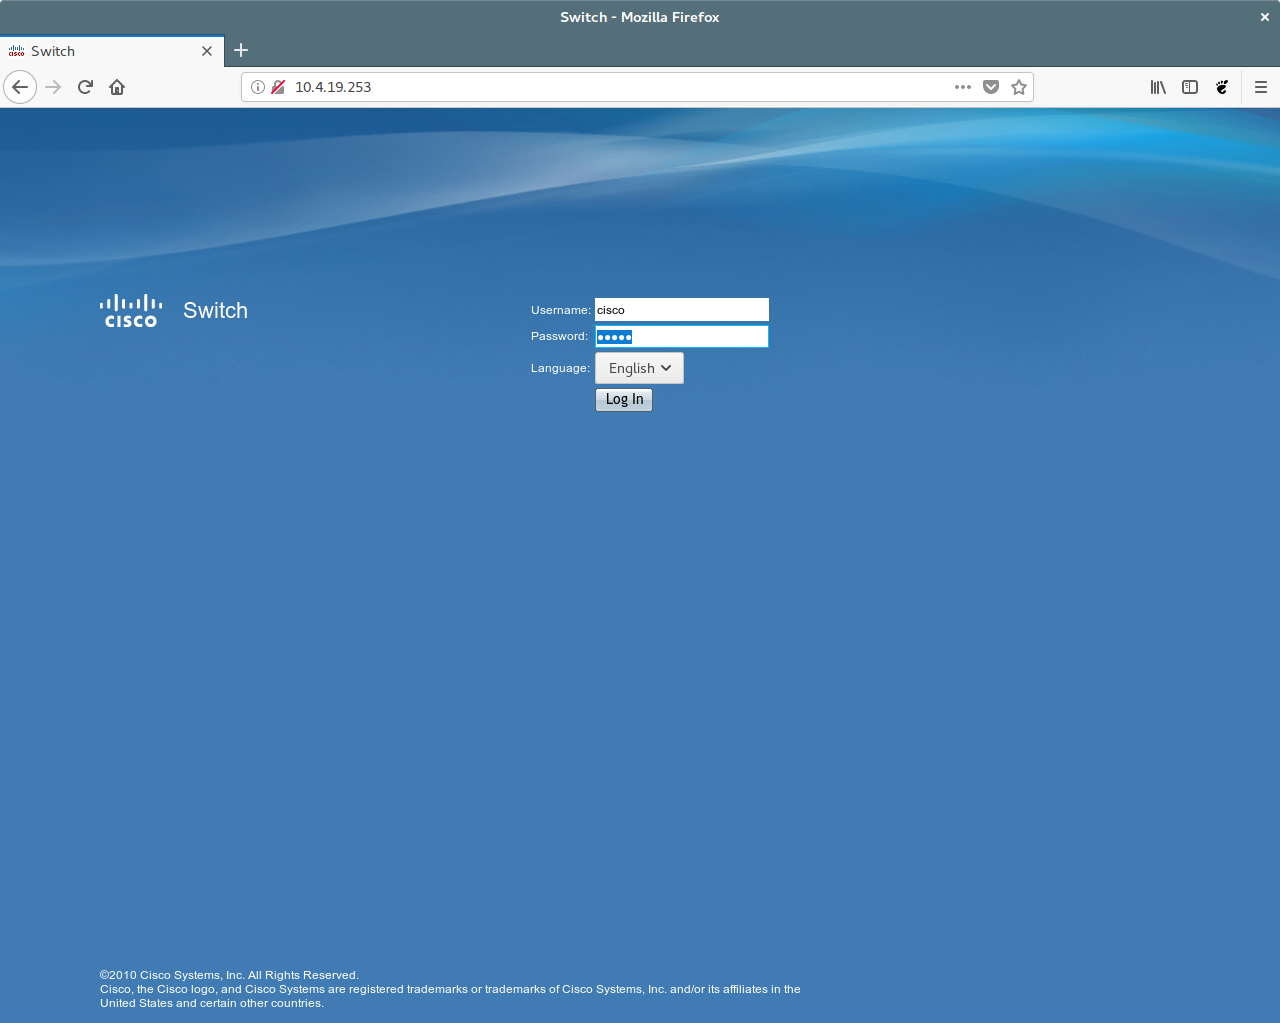 Switch - Mozilla Firefox
Switch
10.4.19.253
cisco
Switch
Username: cisco
Password: •••••
Language: English
Log In
©2010 Cisco Systems, Inc. All Rights Reserved.
Cisco, the Cisco logo, and Cisco Systems are registered trademarks or trademarks of Cisco Systems, Inc. and/or its affiliates in the
United States and certain other countries.